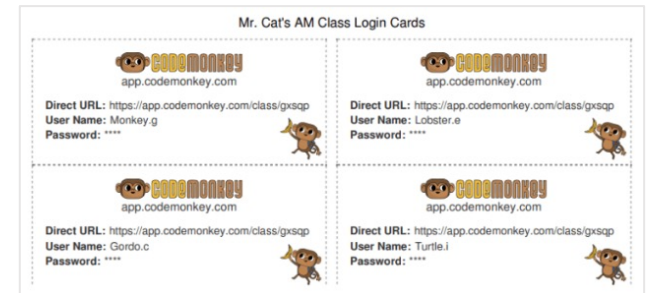 Mr. Cat's AM Class Login Cards
CODEMONKEY
app.codemonkey.com
Direct URL: https://app.codemonkey.com/class/gxsqp
User Name: Monkey.g
Password: ****
CODEMONKEY
app.codemonkey.com
Direct URL: https://app.codemonkey.com/class/gxsqp
User Name: Lobster.e
Password: ****
CODEMONKEY
app.codemonkey.com
Direct URL: https://app.codemonkey.com/class/gxsqp
User Name: Gordo.c
Password: ****
CODEMONKEY
app.codemonkey.com
Direct URL: https://app.codemonkey.com/class/gxsqp
User Name: Turtle.i
Password: ****